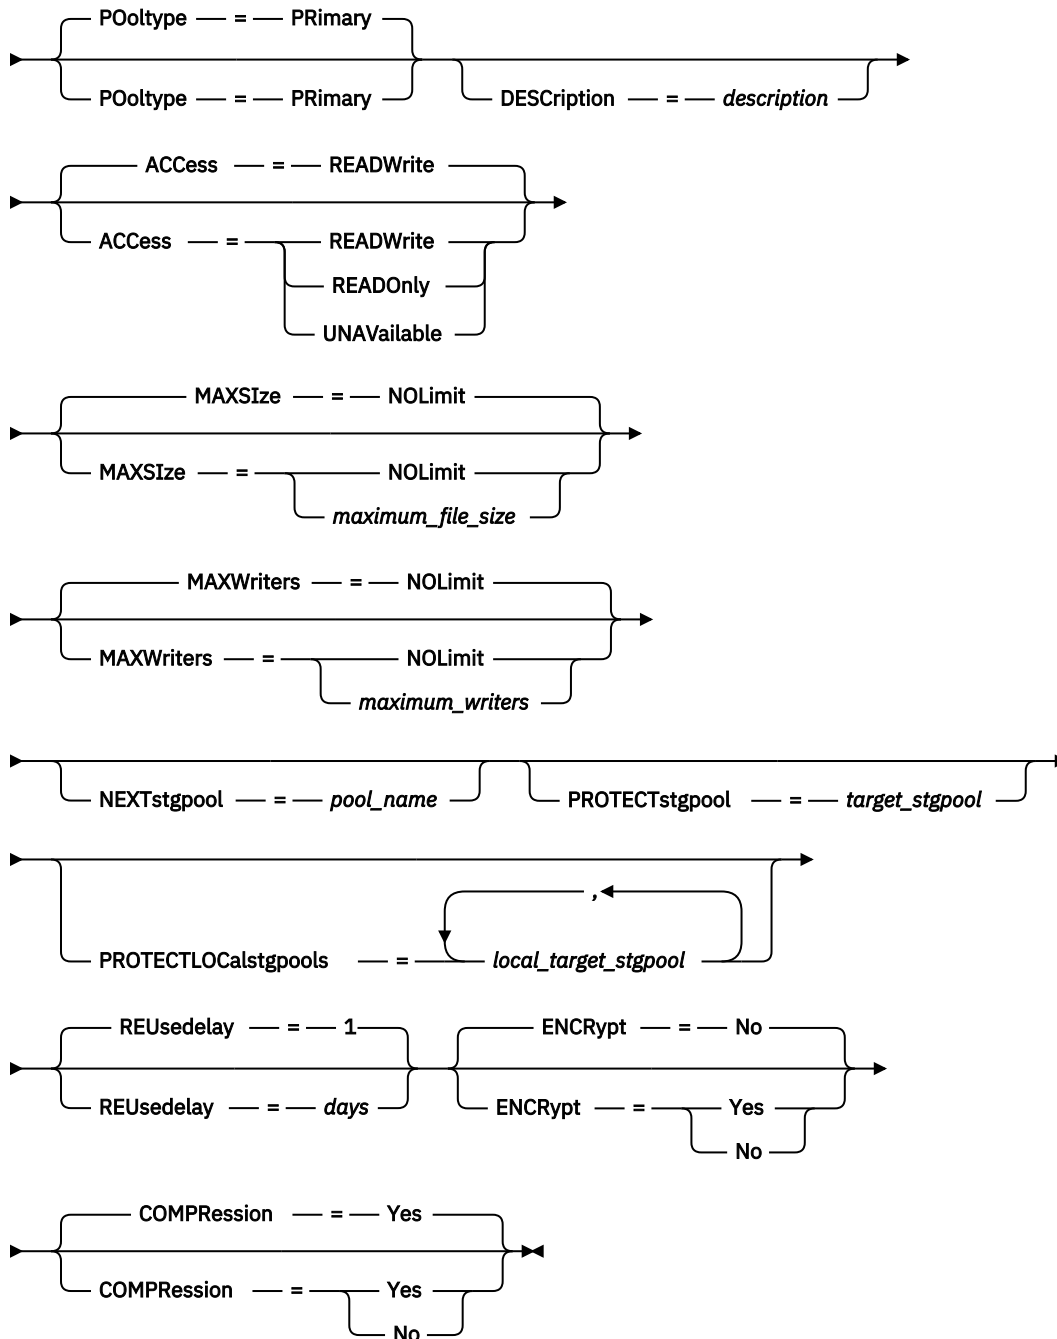 POoltype = PRimary
POoltype = PRimary DESCription = description
ACCess = READWrite
ACCess = READWrite
READOnly
UNAVailable
MAXSIze = NOLimit
MAXSIze = NOLimit
maximum_file_size
MAXWriters = NOLimit
MAXWriters = NOLimit
maximum_writers
NEXTstgpool = pool_name PROTECTstgpool = target_stgpool
,
PROTECTLOCalstgpools = local_target_stgpool
REUsedelay = 1 ENCRypt = No
REUsedelay = days ENCRypt = Yes
No
COMPRession = Yes
COMPRession = Yes
No